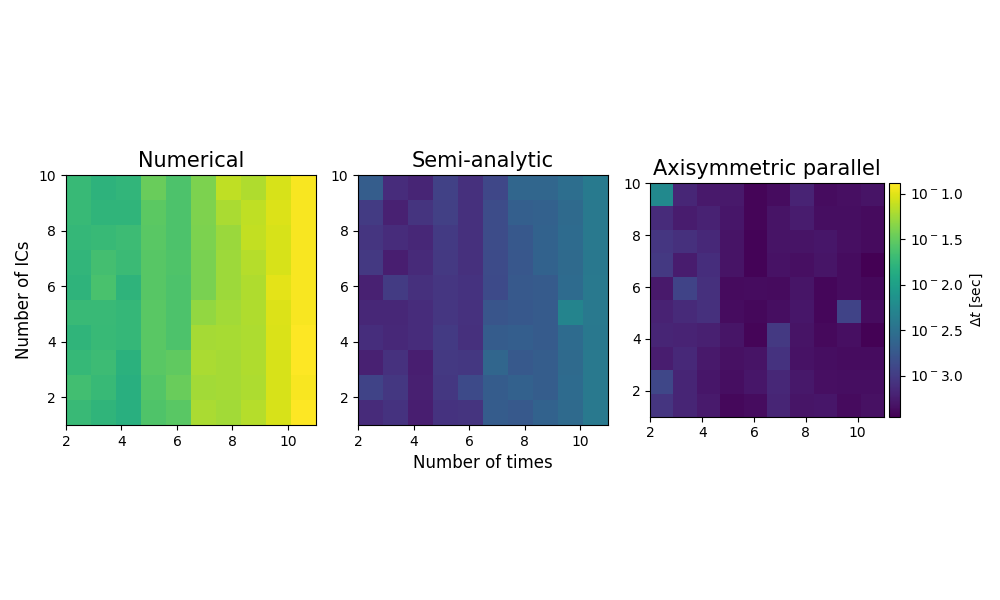 Numerical
Semi-analytic
Axisymmetric parallel
Number of ICs
10
8
6
4
2
2 4 6 8 10
10
8
6
4
2
2 4 6 8 10
Number of times
10
8
6
4
2
2 4 6 8 10
10⁻1.0
10⁻1.5
10⁻2.0
10⁻2.5
10⁻3.0
Δt [sec]